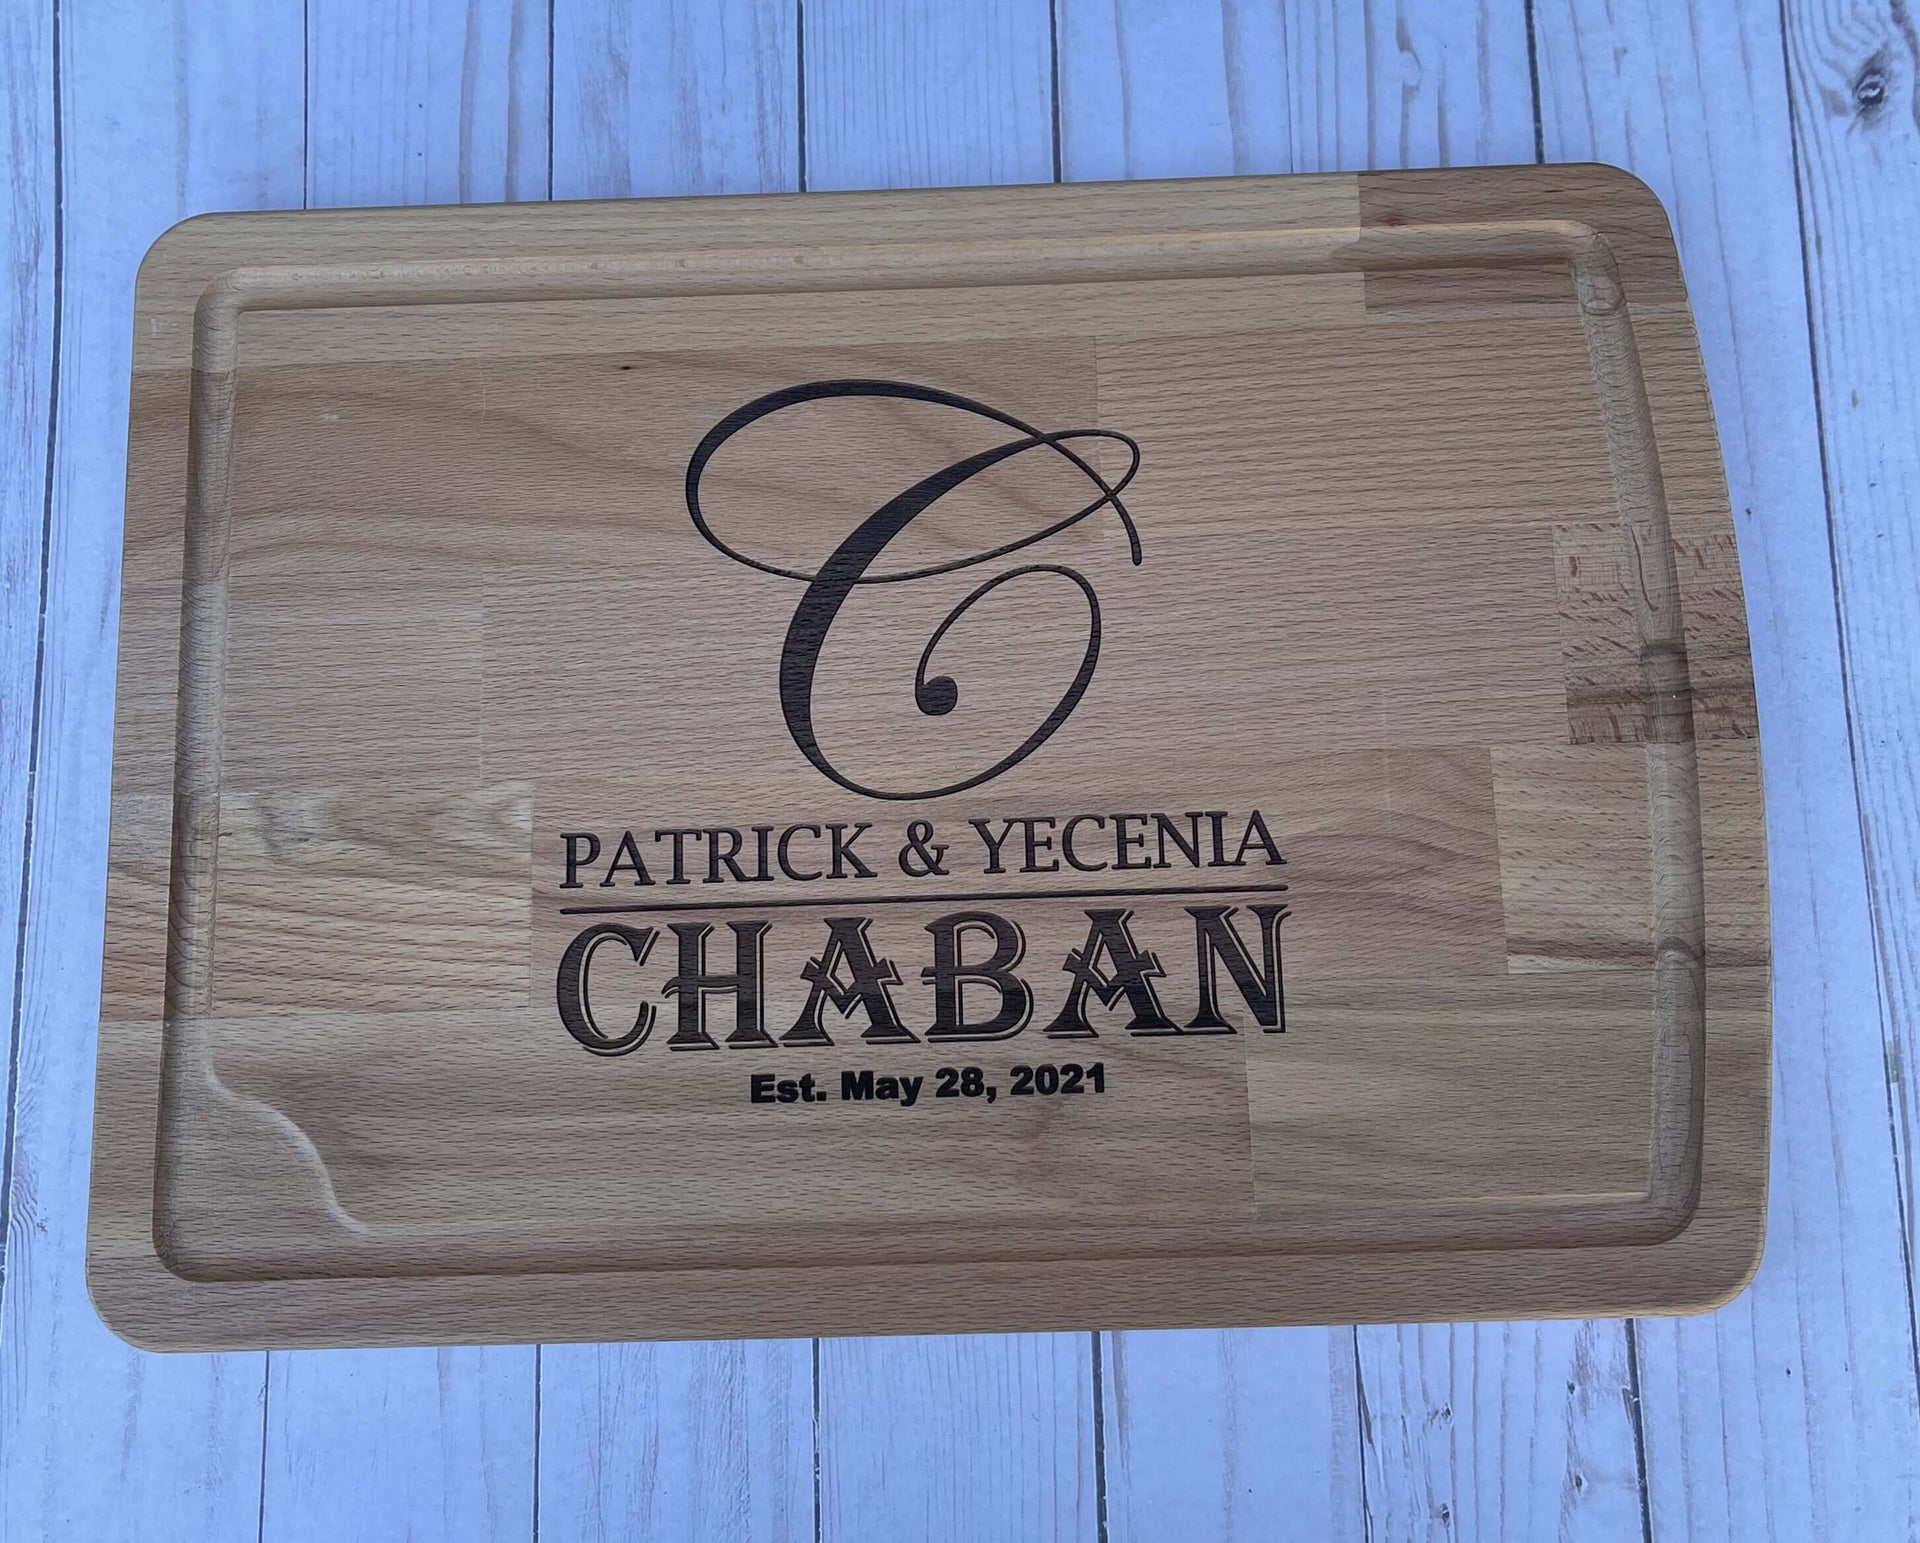 C
PATRICK & YECENIA
CHABAN
Est. May 28, 2021